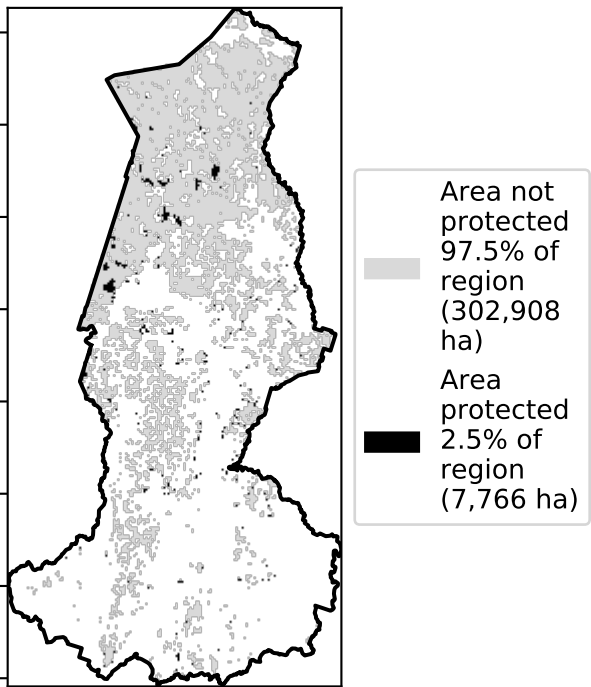 Area not
protected
97.5% of
region
(302,908
ha)
Area
protected
2.5% of
region
(7,766 ha)